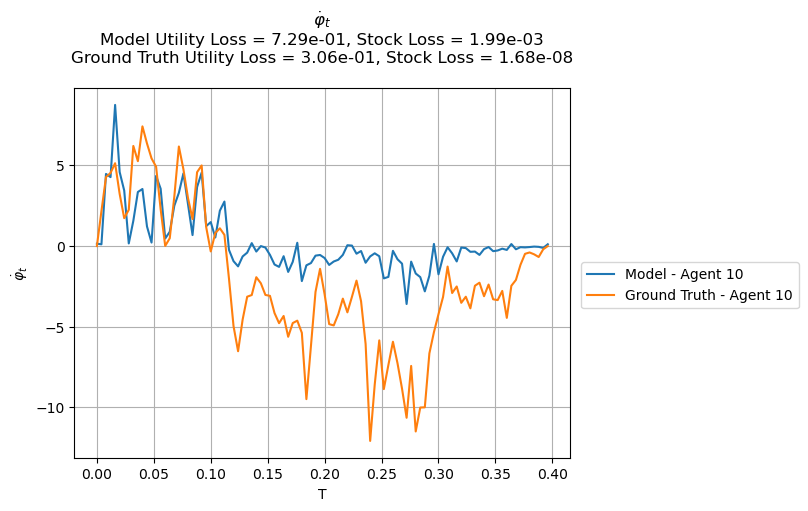 φ̇ₜ
Model Utility Loss = 7.29e-01, Stock Loss = 1.99e-03
Ground Truth Utility Loss = 3.06e-01, Stock Loss = 1.68e-08
5
0
−5
−10
φ̇ₜ
0.00 0.05 0.10 0.15 0.20 0.25 0.30 0.35 0.40
T
Model - Agent 10
Ground Truth - Agent 10